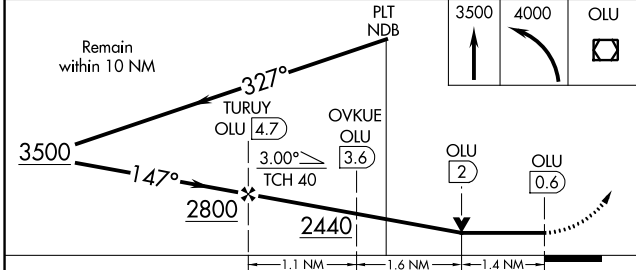 3500 4000 OLU
PLT
NDB
Remain
within 10 NM
327°
TURUY
OLU 4.7
OVKUE
OLU
3.6
3500
147°
3.00°
TCH 40
OLU
2
OLU
0.6
2800
2440
1.1 NM 1.6 NM 1.4 NM